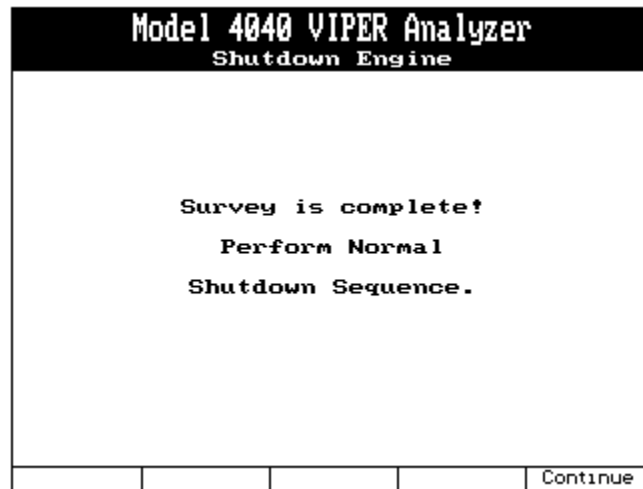 Model 4040 VIPER Analyzer
Shutdown Engine
Survey is complete!
Perform Normal
Shutdown Sequence.
Continue